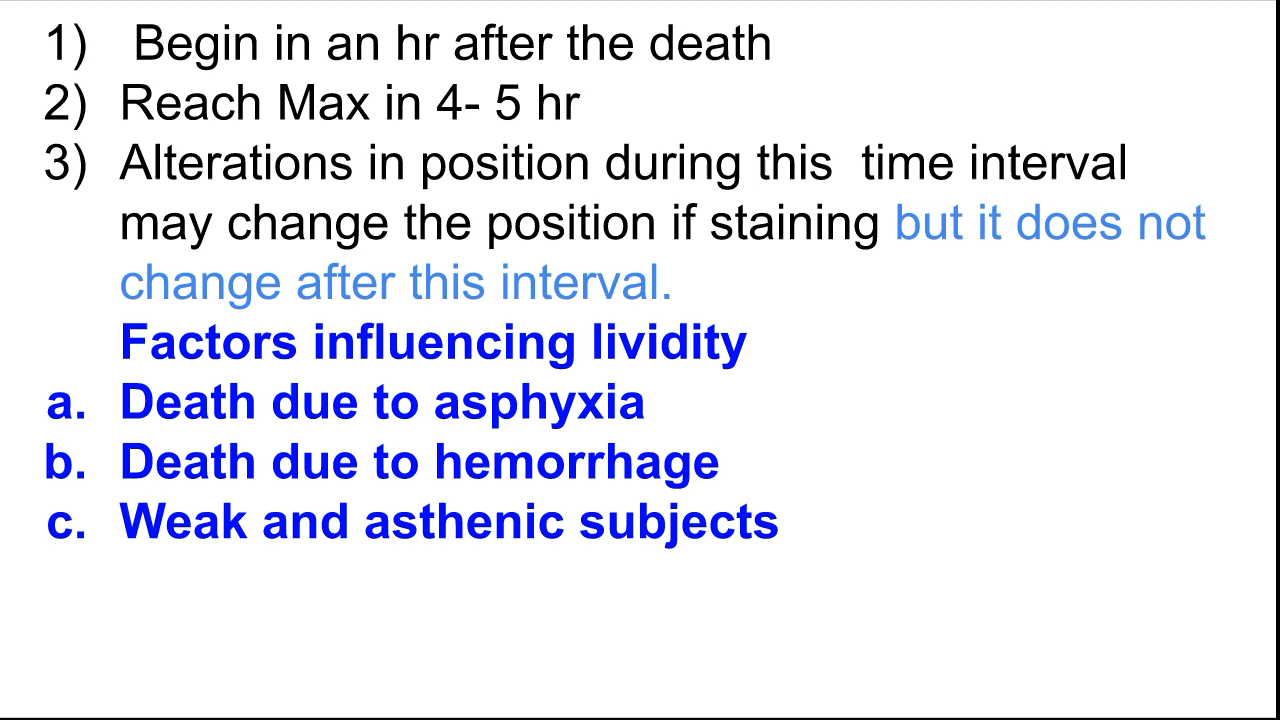 1) Begin in an hr after the death
2) Reach Max in 4- 5 hr
3) Alterations in position during this time interval
may change the position if staining but it does not
change after this interval.
Factors influencing lividity
a. Death due to asphyxia
b. Death due to hemorrhage
c. Weak and asthenic subjects